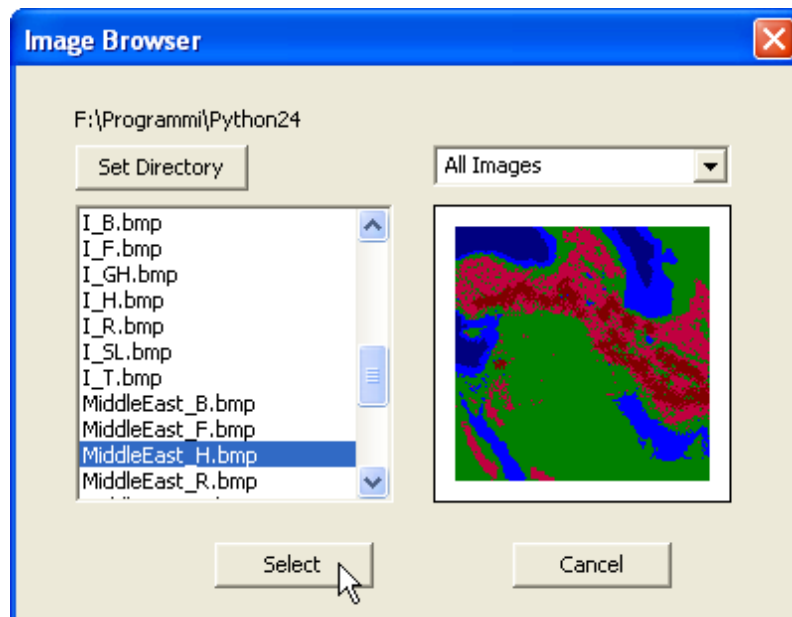 Image Browser
F:\Programmi\Python24
Set Directory
All Images
I_B.bmp
I_F.bmp
I_GH.bmp
I_H.bmp
I_R.bmp
I_SL.bmp
I_T.bmp
MiddleEast_B.bmp
MiddleEast_F.bmp
MiddleEast_H.bmp
MiddleEast_R.bmp
Select
Cancel